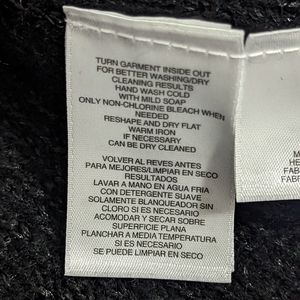 TURN GARMENT INSIDE OUT
FOR BETTER WASHING/DRY
CLEANING RESULTS
HAND WASH COLD
WITH MILD SOAP
ONLY NON-CHLORINE BLEACH WHEN
NEEDED
RESHAPE AND DRY FLAT
WARM IRON
IF NECESSARY
CAN BE DRY CLEANED
VOLVER AL REVES ANTES
PARA MEJORES/LIMPIAR EN SECO
RESULTADOS
LAVAR A MANO EN AGUA FRIA
CON DETERGENTE SUAVE
SOLAMENTE BLANQUEADOR SIN
CLORO SI ES NECESARIO
ACOMODAR Y SECAR SOBRE
SUPERFICIE PLANA
PLANCHAR A MEDIA TEMPERATURA
SI ES NECESARIO
SE PUEDE LIMPIAR EN SECO
M
HE
FAB
FABR